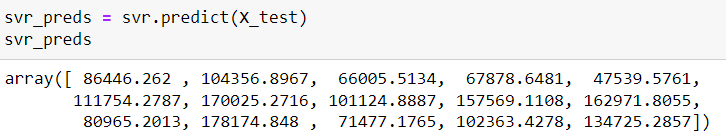 svr_preds = svr.predict(X_test)
svr_preds
array([ 86446.262 , 104356.8967,  66005.5134,  67878.6481,  47539.5761,
       111754.2787, 170025.2716, 101124.8887, 157569.1108, 162971.8055,
        80965.2013, 178174.848 ,  71477.1765, 102363.4278, 134725.2857])